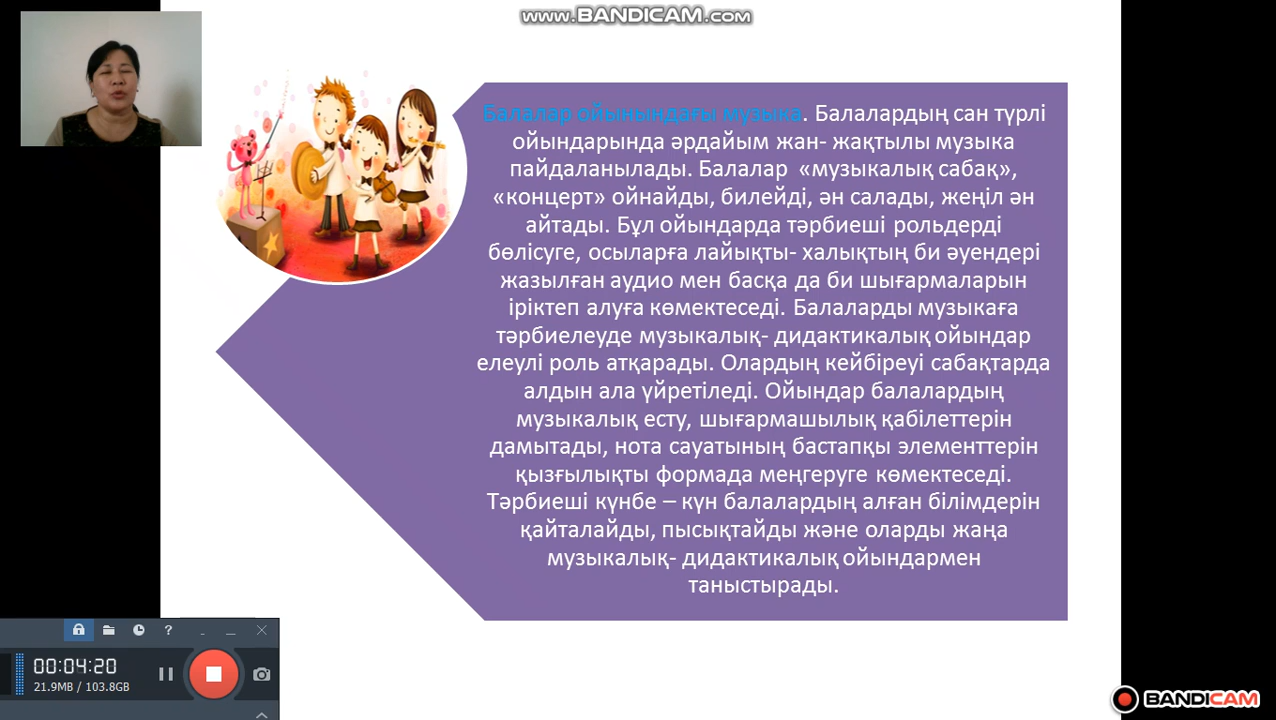 www.BANDICAM.com
Балалар ойынындағы музыка. Балалардың сан түрлі
ойындарында әрдайым жан- жақтылы музыка
пайдаланылады. Балалар «музыкалық сабақ»,
«концерт» ойнайды, билейді, ән салады, жеңіл ән
айтады. Бұл ойындарда тәрбиеші рольдерді
бөлісуге, осыларға лайықты- халықтың би әуендері
жазылған аудио мен басқа да би шығармаларын
іріктеп алуға көмектеседі. Балаларды музыкаға
тәрбиелеуде музыкалық- дидактикалық ойындар
елеулі роль атқарады. Олардың кейбіреуі сабақтарда
алдын ала үйретіледі. Ойындар балалардың
музыкалық есту, шығармашылық қабілеттерін
дамытады, нота сауатының бастапқы элементтерін
қызғылықты формада меңгеруге көмектеседі.
Тәрбиеші күнбе – күн балалардың алған білімдерін
қайталайды, пысықтайды және оларды жаңа
музыкалық- дидактикалық ойындармен
таныстырады.
00:04:20
21.9MB / 103.8GB
BANDICAM